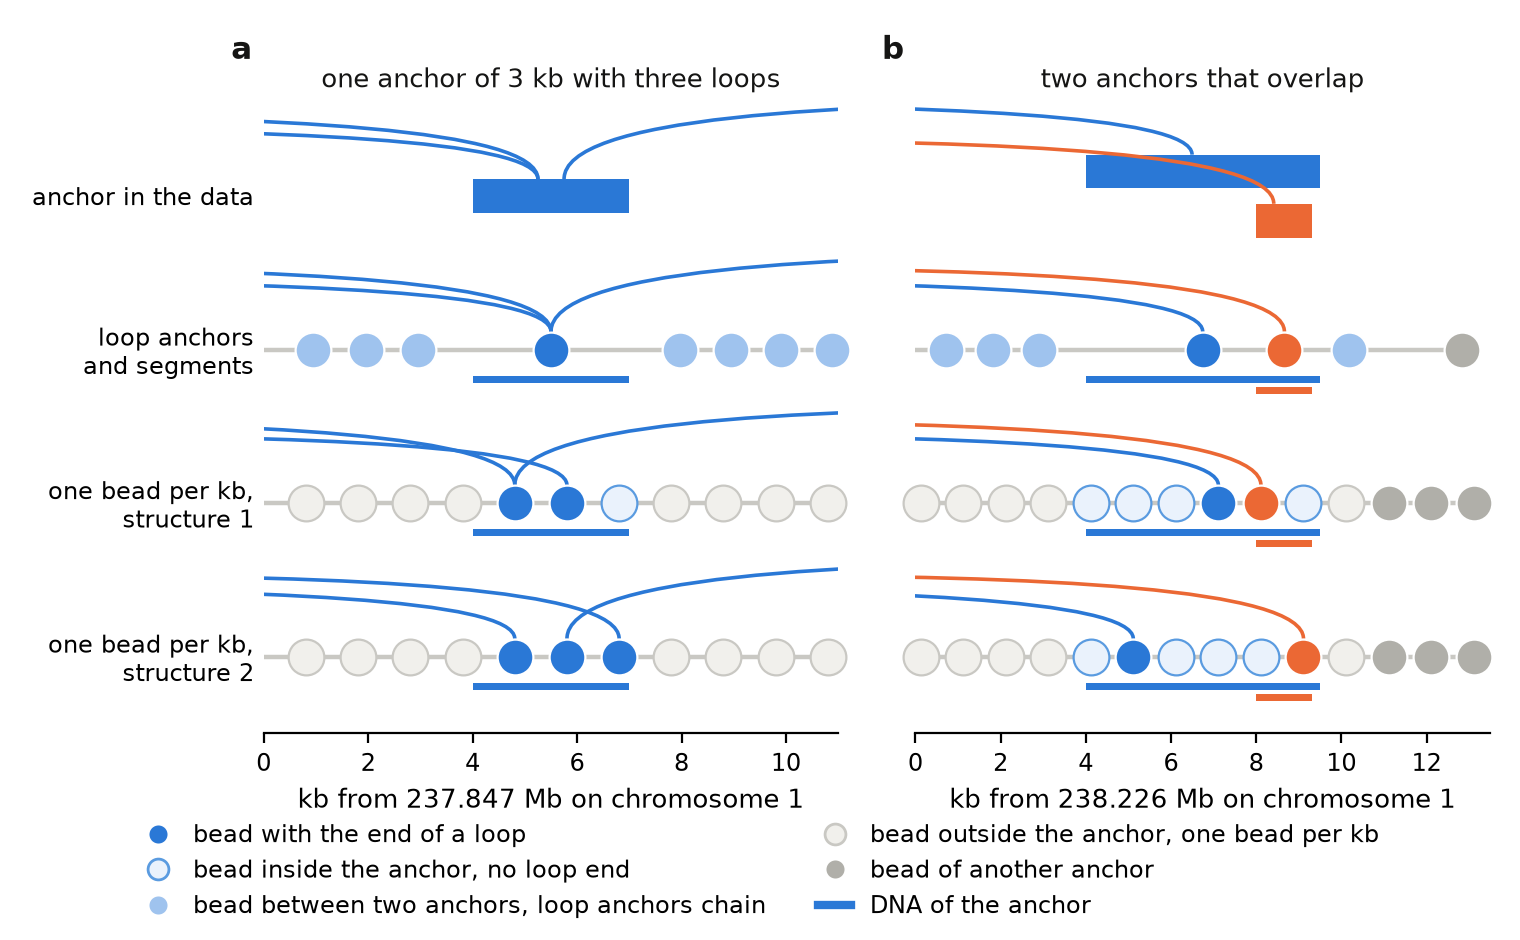 a
one anchor of 3 kb with three loops
b
two anchors that overlap
anchor in the data
loop anchors
and segments
one bead per kb,
structure 1
one bead per kb,
structure 2
0 2 4 6 8 10
kb from 237.847 Mb on chromosome 1
0 2 4 6 8 10 12
kb from 238.226 Mb on chromosome 1
bead with the end of a loop
bead inside the anchor, no loop end
bead between two anchors, loop anchors chain
bead outside the anchor, one bead per kb
bead of another anchor
DNA of the anchor